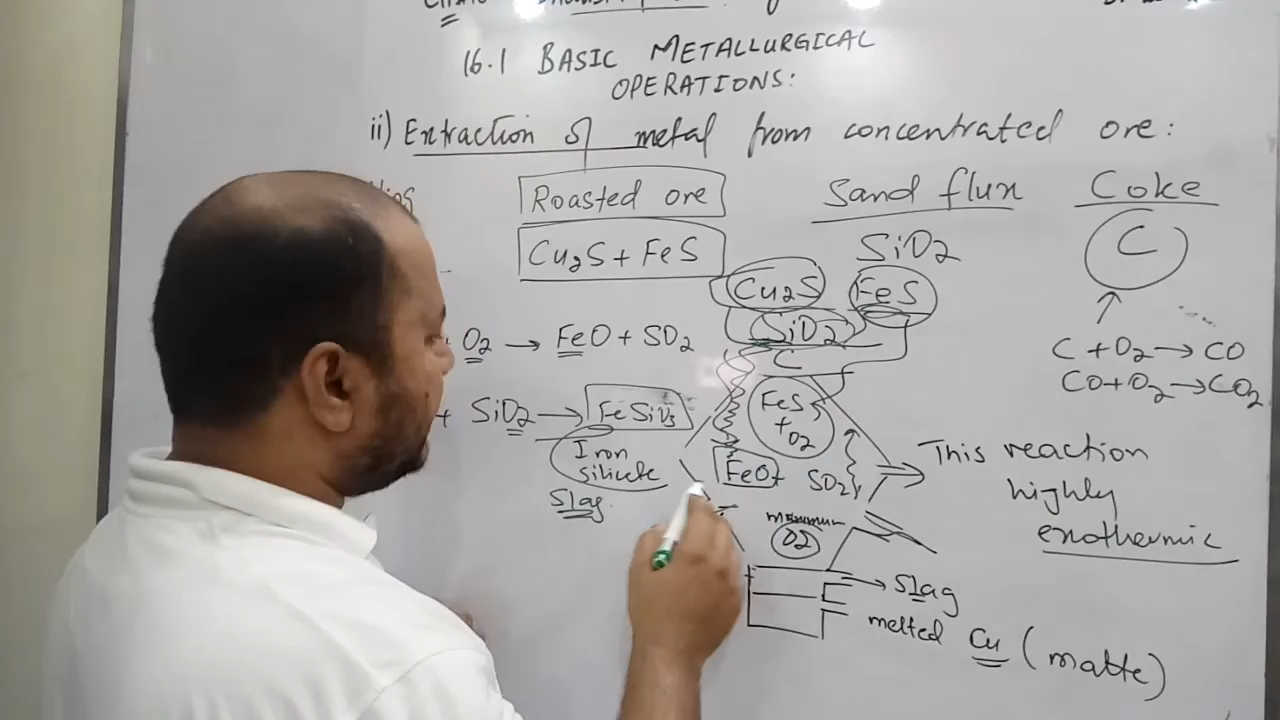 16.1 BASIC METALLURGICAL
OPERATIONS:
ii) Extraction of metal from concentrated ore:
Roasted ore
Sand flux
Coke
Cu2S + FeS
SiO2
C
Cu2S
FeS
SiO2
C
O2 → FeO + SO2
C + O2 → CO
CO + O2 → CO2
+ SiO2 → FeSiO3
FeS
+
O2
Iron
silicate
Slag
FeO +
SO2
This reaction
highly
exothermic
O2
→ Slag
melted Cu (matte)